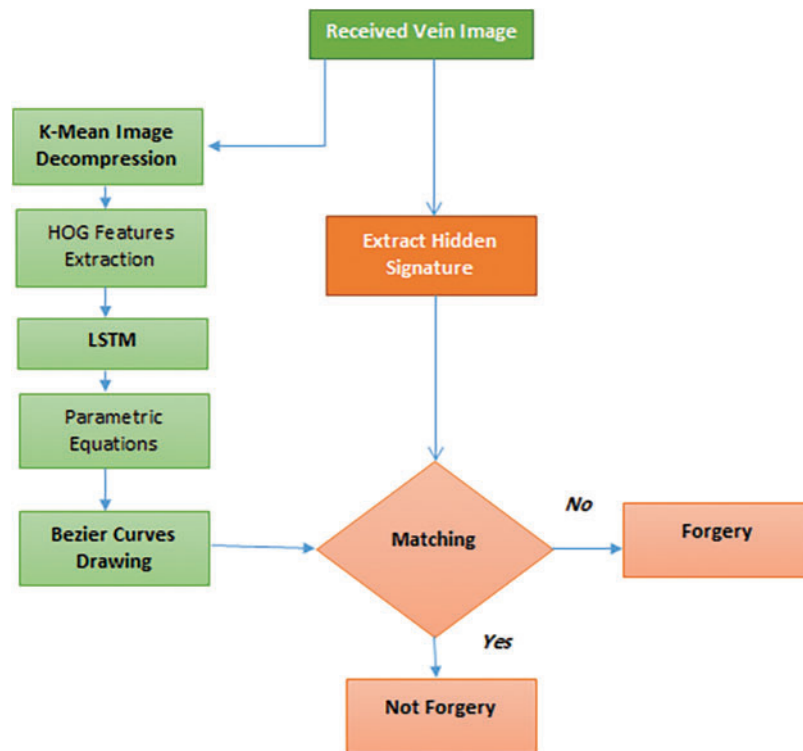 Received Vein Image
K-Mean Image
Decompression
HOG Features
Extraction
LSTM
Parametric
Equations
Bezier Curves
Drawing
Extract Hidden
Signature
Matching
No
Forgery
Yes
Not Forgery